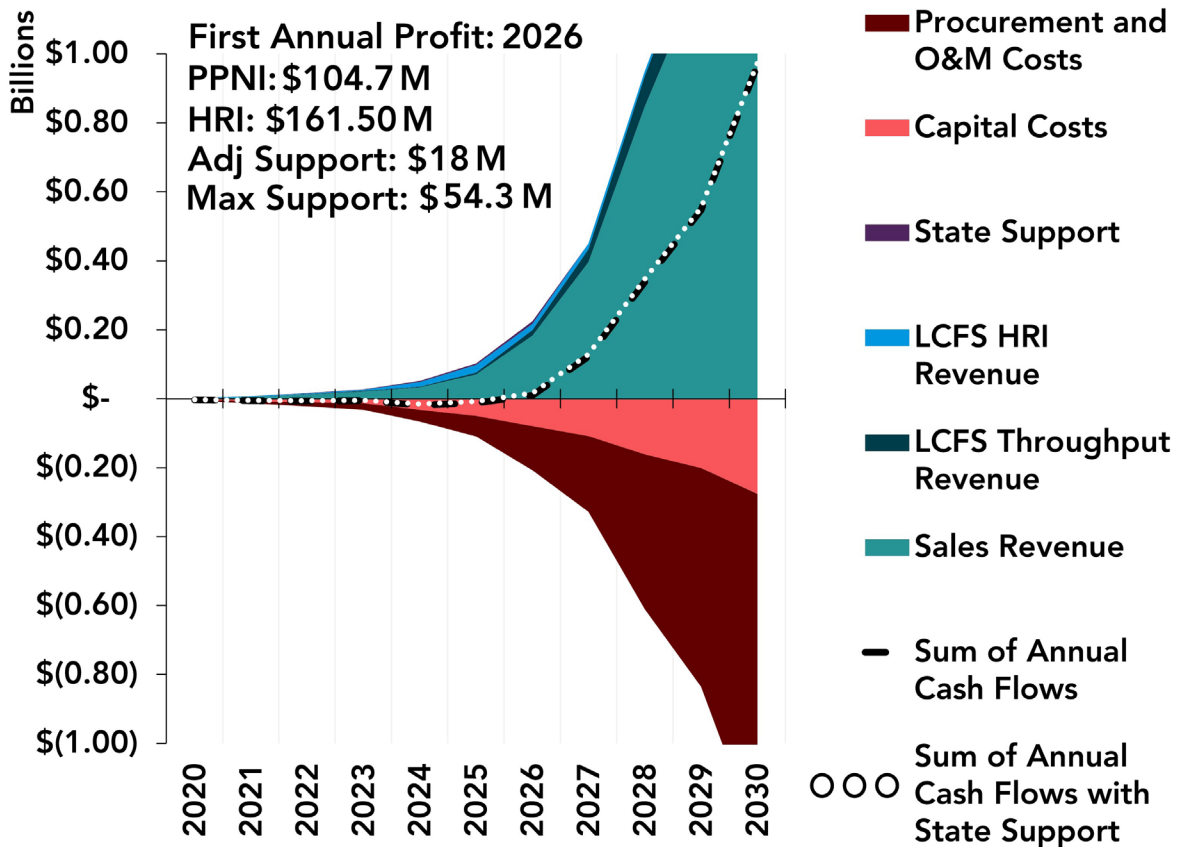 Billions
First Annual Profit: 2026
PPNI: $104.7 M
HRI: $161.50 M
Adj Support: $18 M
Max Support: $54.3 M
$1.00
$0.80
$0.60
$0.40
$0.20
$-
$(0.20)
$(0.40)
$(0.60)
$(0.80)
$(1.00)
2020
2021
2022
2023
2024
2025
2026
2027
2028
2029
2030
Procurement and
O&M Costs
Capital Costs
State Support
LCFS HRI
Revenue
LCFS Throughput
Revenue
Sales Revenue
Sum of Annual
Cash Flows
Sum of Annual
Cash Flows with
State Support